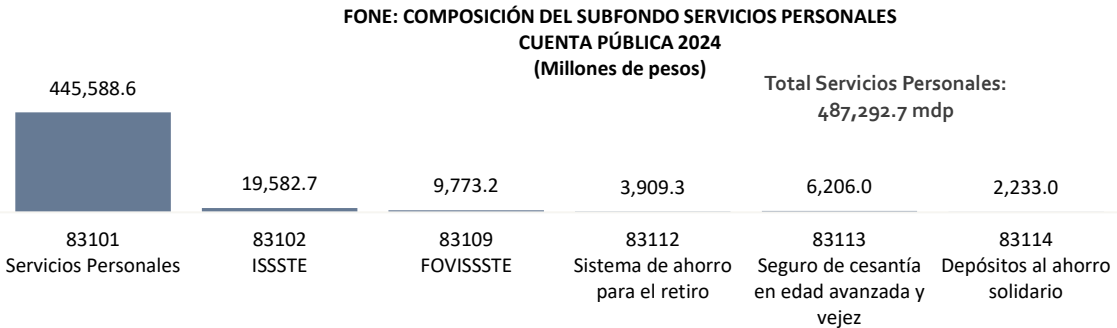 FONE: COMPOSICIÓN DEL SUBFONDO SERVICIOS PERSONALES
CUENTA PÚBLICA 2024
(Millones de pesos)
Total Servicios Personales:
487,292.7 mdp
445,588.6
19,582.7
9,773.2
3,909.3
6,206.0
2,233.0
83101
Servicios Personales
83102
ISSSTE
83109
FOVISSSTE
83112
Sistema de ahorro
para el retiro
83113
Seguro de cesantía
en edad avanzada y
vejez
83114
Depósitos al ahorro
solidario